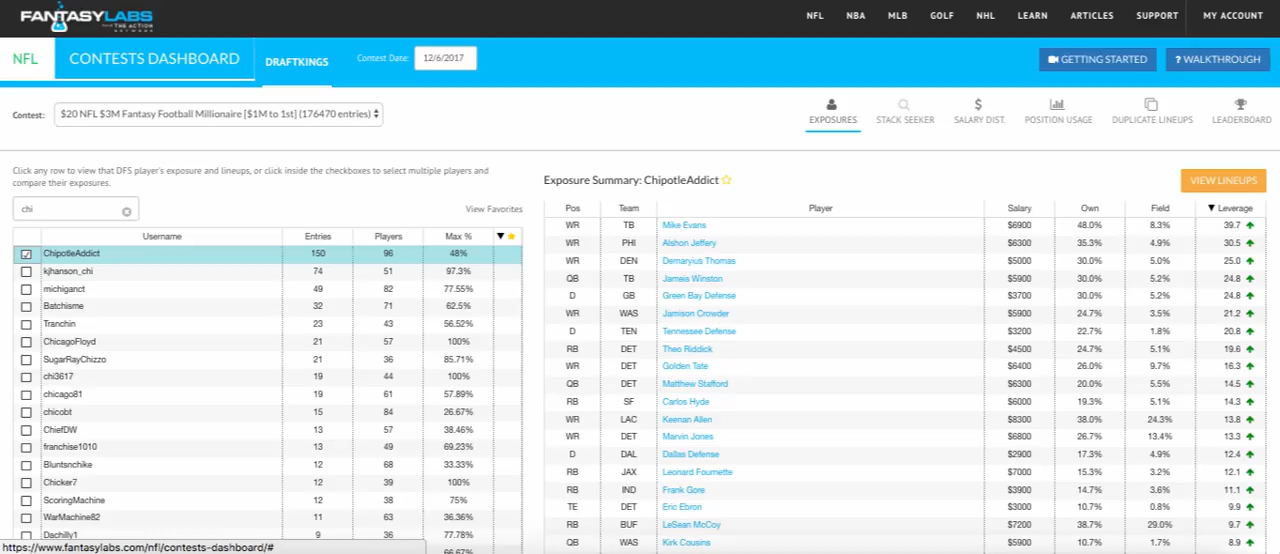 FANTASYLABS
THE ACTION
NETWORK
NFL NBA MLB GOLF NHL LEARN ARTICLES SUPPORT MY ACCOUNT
NFL CONTESTS DASHBOARD DRAFTKINGS Contest Date: 12/6/2017 GETTING STARTED ? WALKTHROUGH
Contest: $20 NFL $3M Fantasy Football Millionaire [$1M to 1st] (176470 entries)
EXPOSURES STACK SEEKER SALARY DIST. POSITION USAGE DUPLICATE LINEUPS LEADERBOARD
Click any row to view that DFS player's exposure and lineups, or click inside the checkboxes to select multiple players and
compare their exposures.
chi View Favorites
Username Entries Players Max %
ChipotleAddict 150 96 48%
kjhanson_chi 74 51 97.3%
michiganct 49 82 77.55%
Batchisme 32 71 62.5%
Tranchin 23 43 56.52%
ChicagoFloyd 21 57 100%
SugarRayChizzo 21 36 85.71%
chi3617 19 44 100%
chicago81 19 61 57.89%
chicobt 15 84 26.67%
ChiefDW 13 57 38.46%
franchise1010 13 49 69.23%
Bluntsnchike 12 68 33.33%
Chicker7 12 39 100%
ScoringMachine 12 38 75%
WarMachine82 11 63 36.36%
Dachilly1 9 36 77.78%
66.67%
https://www.fantasylabs.com/nfl/contests-dashboard/#
Exposure Summary: ChipotleAddict VIEW LINEUPS
Pos Team Player Salary Own Field Leverage
WR TB Mike Evans $6900 48.0% 8.3% 39.7
WR PHI Alshon Jeffery $6300 35.3% 4.9% 30.5
WR DEN Demaryius Thomas $5000 30.0% 5.0% 25.0
QB TB Jameis Winston $5900 30.0% 5.2% 24.8
D GB Green Bay Defense $3700 30.0% 5.2% 24.8
WR WAS Jamison Crowder $5900 24.7% 3.5% 21.2
D TEN Tennessee Defense $3200 22.7% 1.8% 20.8
RB DET Theo Riddick $4500 24.7% 5.1% 19.6
WR DET Golden Tate $6400 26.0% 9.7% 16.3
QB DET Matthew Stafford $6300 20.0% 5.5% 14.5
RB SF Carlos Hyde $6000 19.3% 5.1% 14.3
WR LAC Keenan Allen $8300 38.0% 24.3% 13.8
WR DET Marvin Jones $6800 26.7% 13.4% 13.3
D DAL Dallas Defense $2900 17.3% 4.9% 12.4
RB JAX Leonard Fournette $7000 15.3% 3.2% 12.1
RB IND Frank Gore $3900 14.7% 3.6% 11.1
TE DET Eric Ebron $3000 10.7% 0.8% 9.9
RB BUF LeSean McCoy $7200 38.7% 29.0% 9.7
QB WAS Kirk Cousins $5900 10.7% 1.7% 8.9